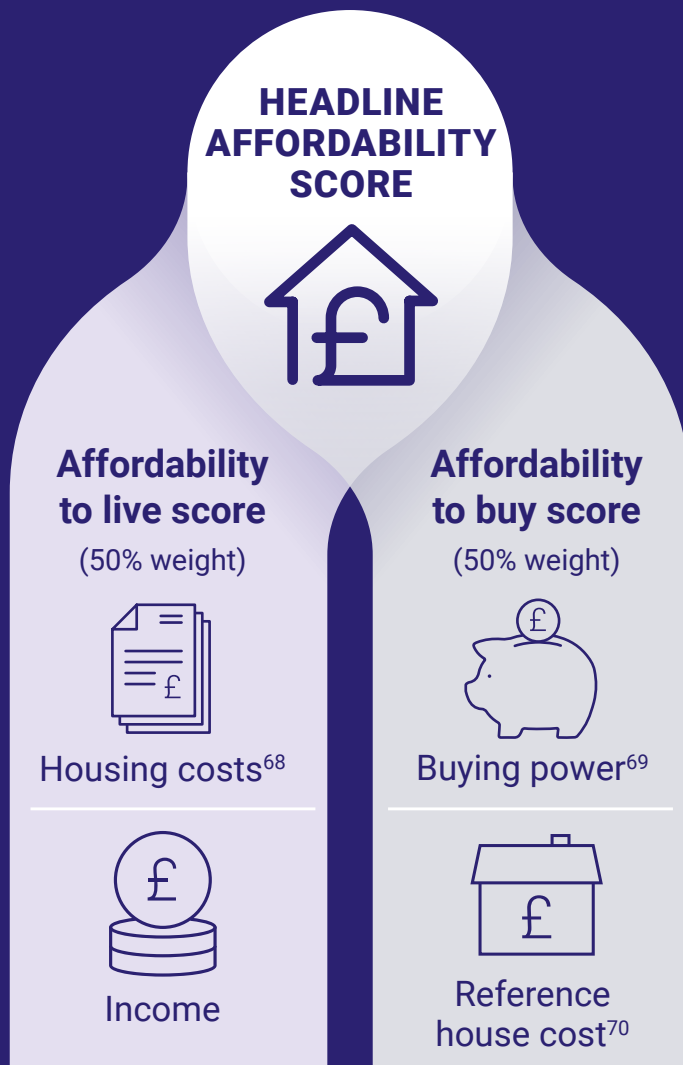 HEADLINE
AFFORDABILITY
SCORE
£
Affordability
to live score
(50% weight)
£
Housing costs68
£
Income
Affordability
to buy score
(50% weight)
£
Buying power69
£
Reference
house cost70